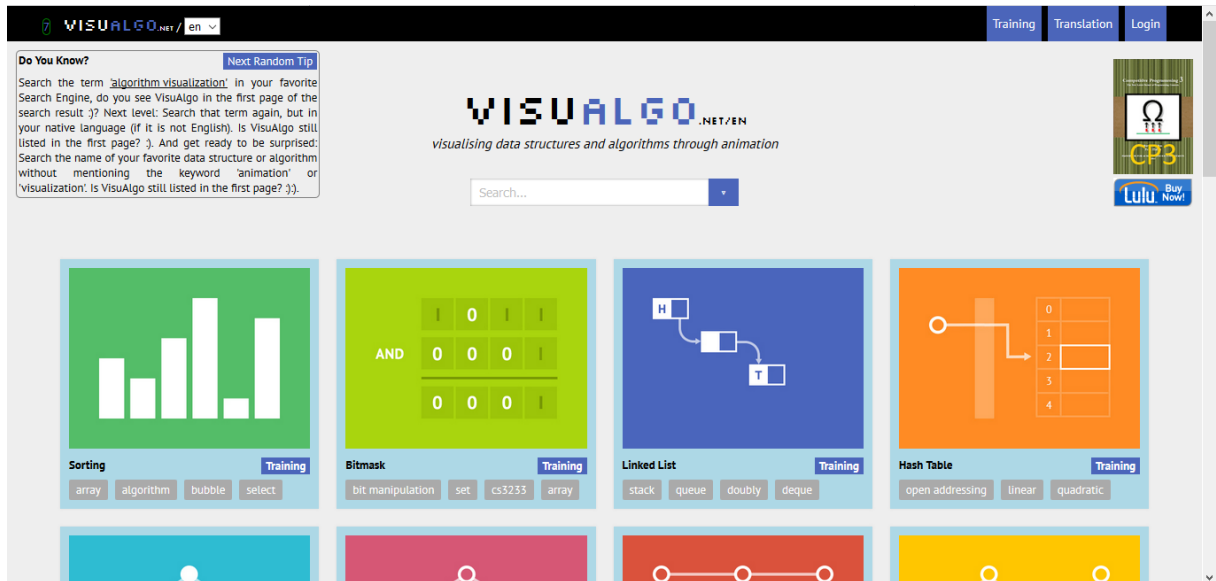 7 VISUALGO.NET/ en
Training Translation Login
Do You Know? Next Random Tip
Search the term 'algorithm visualization' in your favorite
Search Engine, do you see VisuAlgo in the first page of the
search result :)? Next level: Search that term again, but in
your native language (if it is not English). Is VisuAlgo still
listed in the first page? :). And get ready to be surprised:
Search the name of your favorite data structure or algorithm
without mentioning the keyword 'animation' or
'visualization'. Is VisuAlgo still listed in the first page? :):).
VISUALGO.NET/EN
visualising data structures and algorithms through animation
Search...
Competitive Programming 3
CP3
Lulu Buy
Now!
I 0 I I
AND 0 0 0 I
0 0 0 I
H
T
0
1
2
3
4
Sorting Training
array algorithm bubble select
Bitmask Training
bit manipulation set cs3233 array
Linked List Training
stack queue doubly deque
Hash Table Training
open addressing linear quadratic